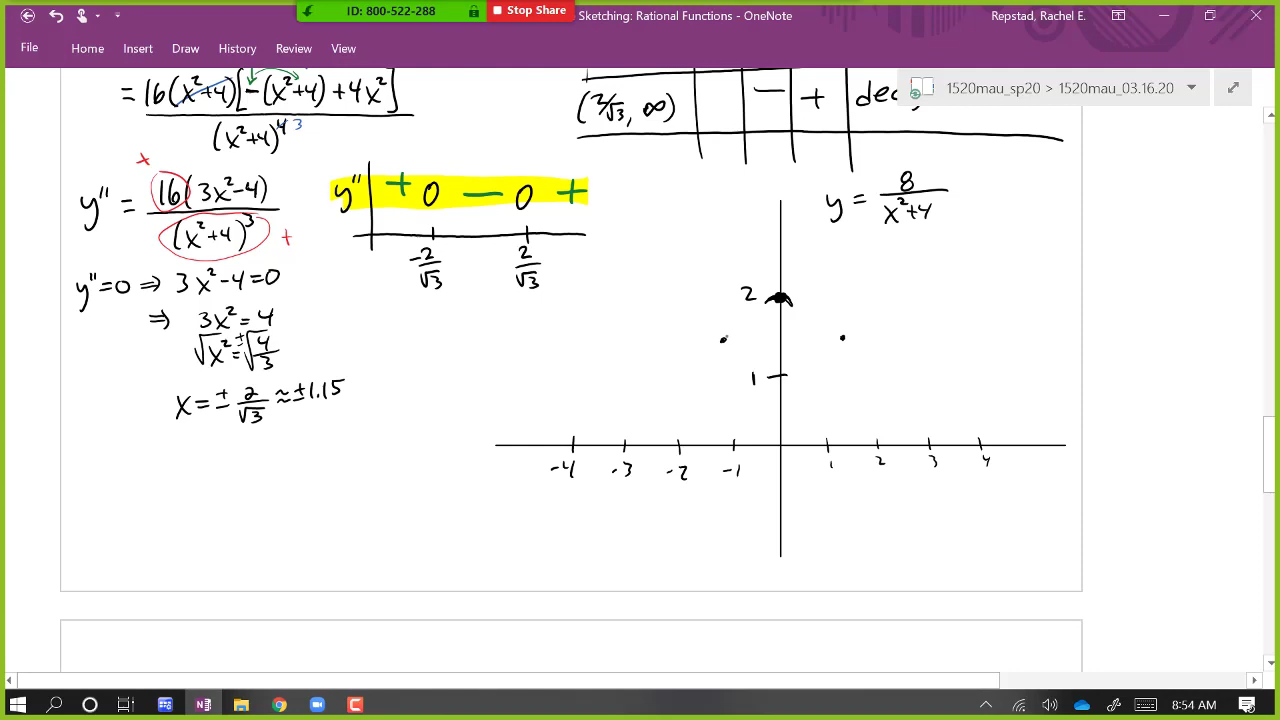 ID: 800-522-288
Stop Share
Sketching: Rational Functions - OneNote
Repstad, Rachel E.
File
Home
Insert
Draw
History
Review
View
1520mau_sp20 > 1520mau_03.16.20
= 16(x²+4)[-(x²+4)+4x²]
(x²+4)⁴ 3
(2/√3, ∞) — +
+
y'' = 16(3x²-4)
(x²+4)³ +
y'' + 0 — 0 +
-2/√3 2/√3
y = 8/(x²+4)
y''=0 ⇒ 3x²-4=0
⇒ 3x²=4
√x² = ±√4/3
x = ± 2/√3 ≈ ±1.15
2
1
-4 -3 -2 -1 1 2 3 4
8:54 AM